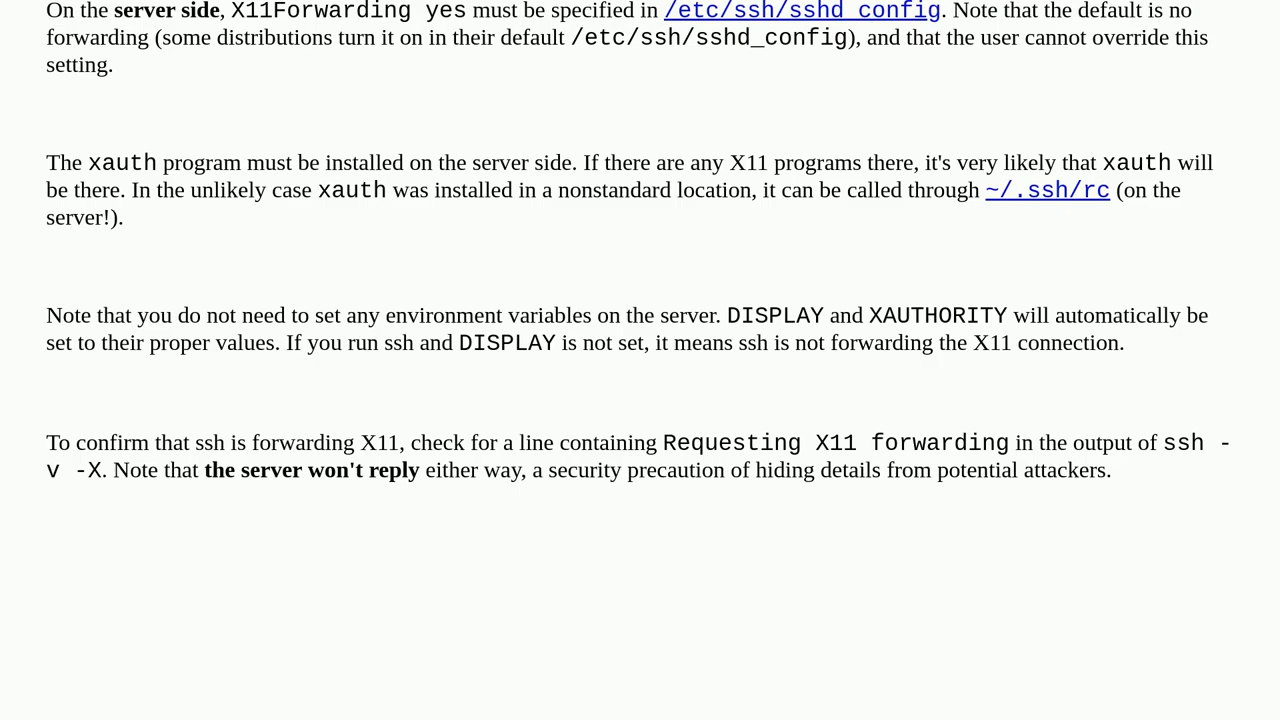 On the server side, X11Forwarding yes must be specified in /etc/ssh/sshd_config. Note that the default is no
forwarding (some distributions turn it on in their default /etc/ssh/sshd_config), and that the user cannot override this
setting.
The xauth program must be installed on the server side. If there are any X11 programs there, it's very likely that xauth will
be there. In the unlikely case xauth was installed in a nonstandard location, it can be called through ~/.ssh/rc (on the
server!).
Note that you do not need to set any environment variables on the server. DISPLAY and XAUTHORITY will automatically be
set to their proper values. If you run ssh and DISPLAY is not set, it means ssh is not forwarding the X11 connection.
To confirm that ssh is forwarding X11, check for a line containing Requesting X11 forwarding in the output of ssh -
v -X. Note that the server won't reply either way, a security precaution of hiding details from potential attackers.